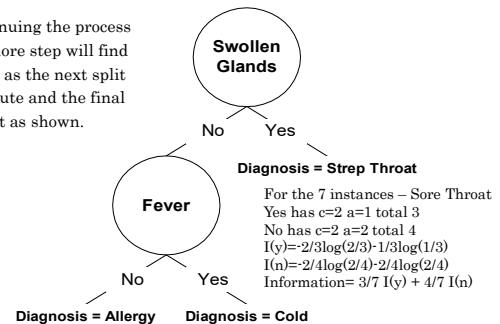 nuing the process
nore step will find
as the next split
ute and the final
t as shown.
Swollen
Glands
No Yes
Diagnosis = Strep Throat
Fever
For the 7 instances – Sore Throat
Yes has c=2 a=1 total 3
No has c=2 a=2 total 4
I(y)=-2/3log(2/3)-1/3log(1/3)
I(n)=-2/4log(2/4)-2/4log(2/4)
Information= 3/7 I(y) + 4/7 I(n)
No Yes
Diagnosis = Allergy Diagnosis = Cold